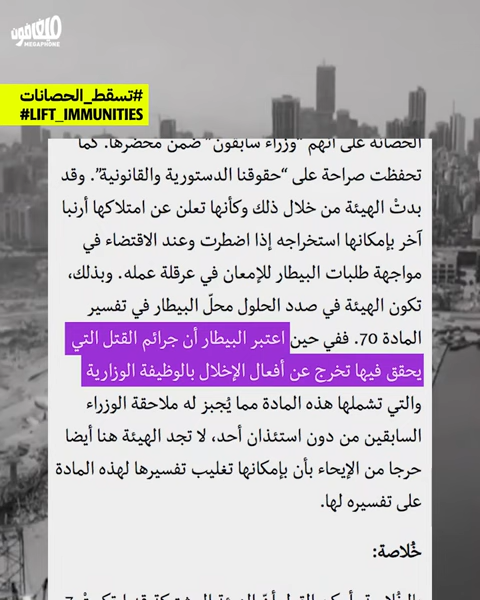 ميغافون
MEGAPHONE
#تسقط_الحصانات
#LIFT_IMMUNITIES
الحصانة على أنهم "وزراء سابقون" ضمن محضرها. كما
تحفظت صراحة على “حقوقنا الدستورية والقانونية”. وقد
بدتْ الهيئة من خلال ذلك وكأنها تعلن عن امتلاكها أرنبا
آخر بإمكانها استخراجه إذا اضطرت وعند الاقتضاء في
مواجهة طلبات البيطار للإمعان في عرقلة عمله. وبذلك،
تكون الهيئة في صدد الحلول محلّ البيطار في تفسير
المادة 70. ففي حين اعتبر البيطار أن جرائم القتل التي
يحقق فيها تخرج عن أفعال الإخلال بالوظيفة الوزارية
والتي تشملها هذه المادة مما يُجيز له ملاحقة الوزراء
السابقين من دون استئذان أحد، لا تجد الهيئة هنا أيضا
حرجا من الإيحاء بأن بإمكانها تغليب تفسيرها لهذه المادة
على تفسيره لها.
خُلاصة: